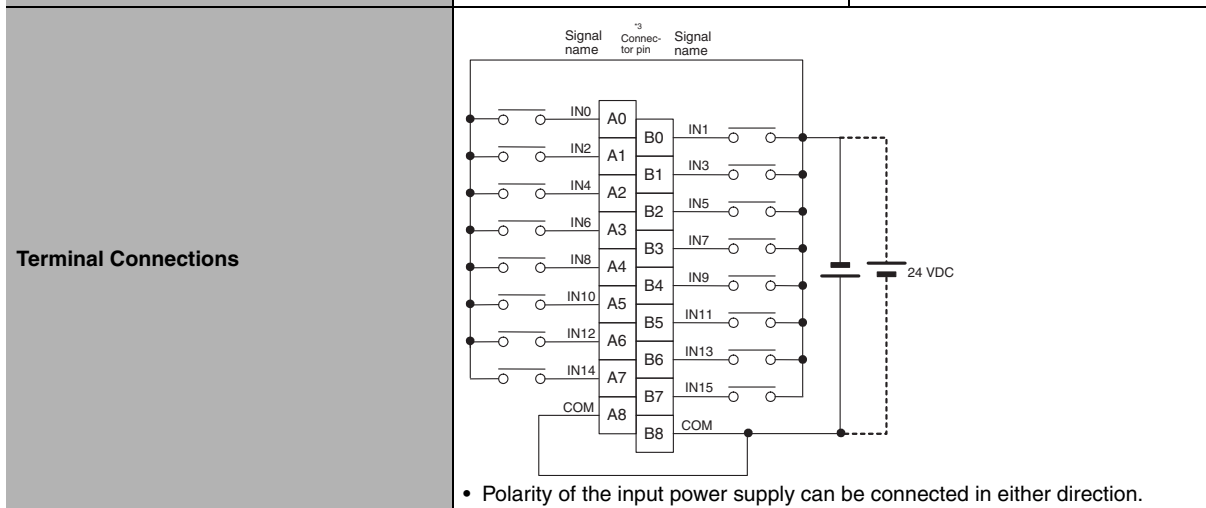 Terminal Connections
Signal name
*3
Connec-
tor pin
Signal name
IN0
A0
B0
IN1
IN2
A1
B1
IN3
IN4
A2
B2
IN5
IN6
A3
B3
IN7
IN8
A4
B4
IN9
IN10
A5
B5
IN11
IN12
A6
B6
IN13
IN14
A7
B7
IN15
COM
A8
B8
COM
24 VDC
• Polarity of the input power supply can be connected in either direction.